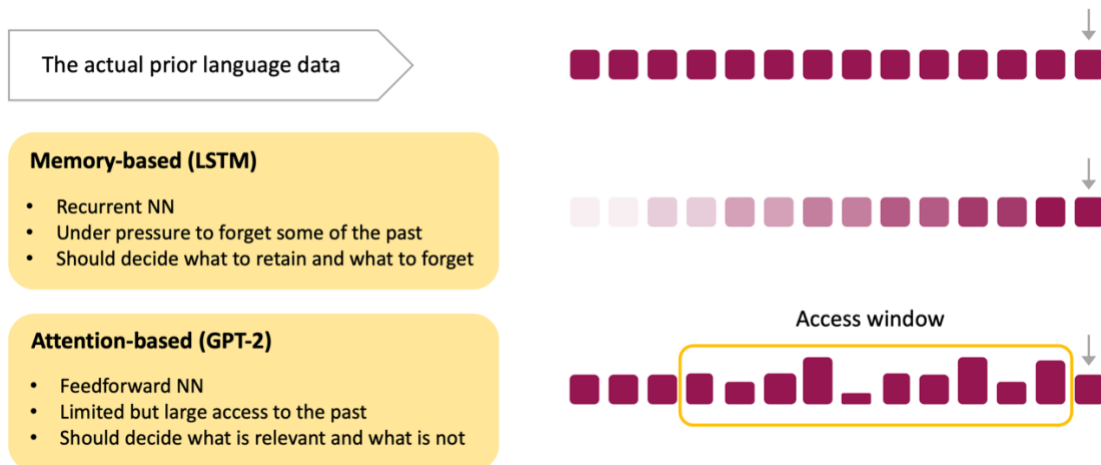 The actual prior language data
Memory-based (LSTM)
• Recurrent NN
• Under pressure to forget some of the past
• Should decide what to retain and what to forget
Access window
Attention-based (GPT-2)
• Feedforward NN
• Limited but large access to the past
• Should decide what is relevant and what is not